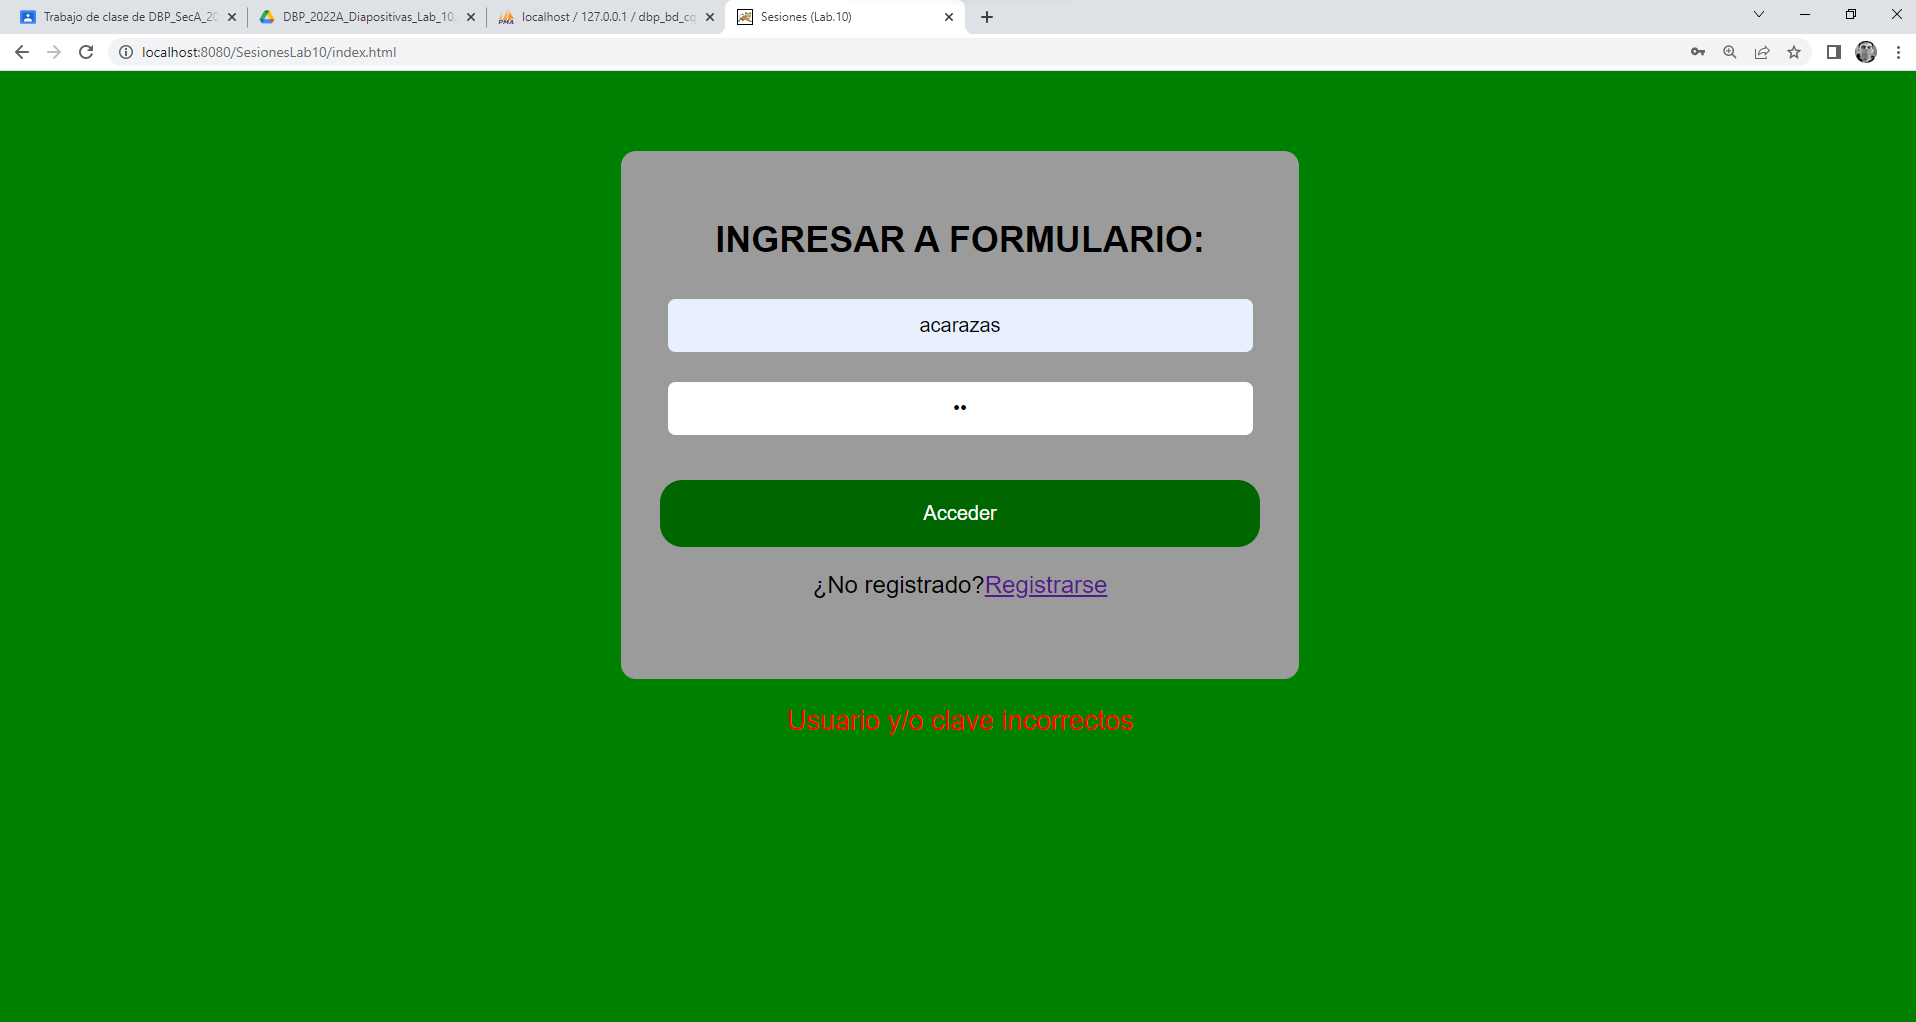 Trabajo de clase de DBP_SecA_20
DBP_2022A_Diapositivas_Lab_10.
localhost / 127.0.0.1 / dbp_bd_cq
Sesiones (Lab.10)
localhost:8080/SesionesLab10/index.html
INGRESAR A FORMULARIO:
acarazas
••
Acceder
¿No registrado?Registrarse
Usuario y/o clave incorrectos